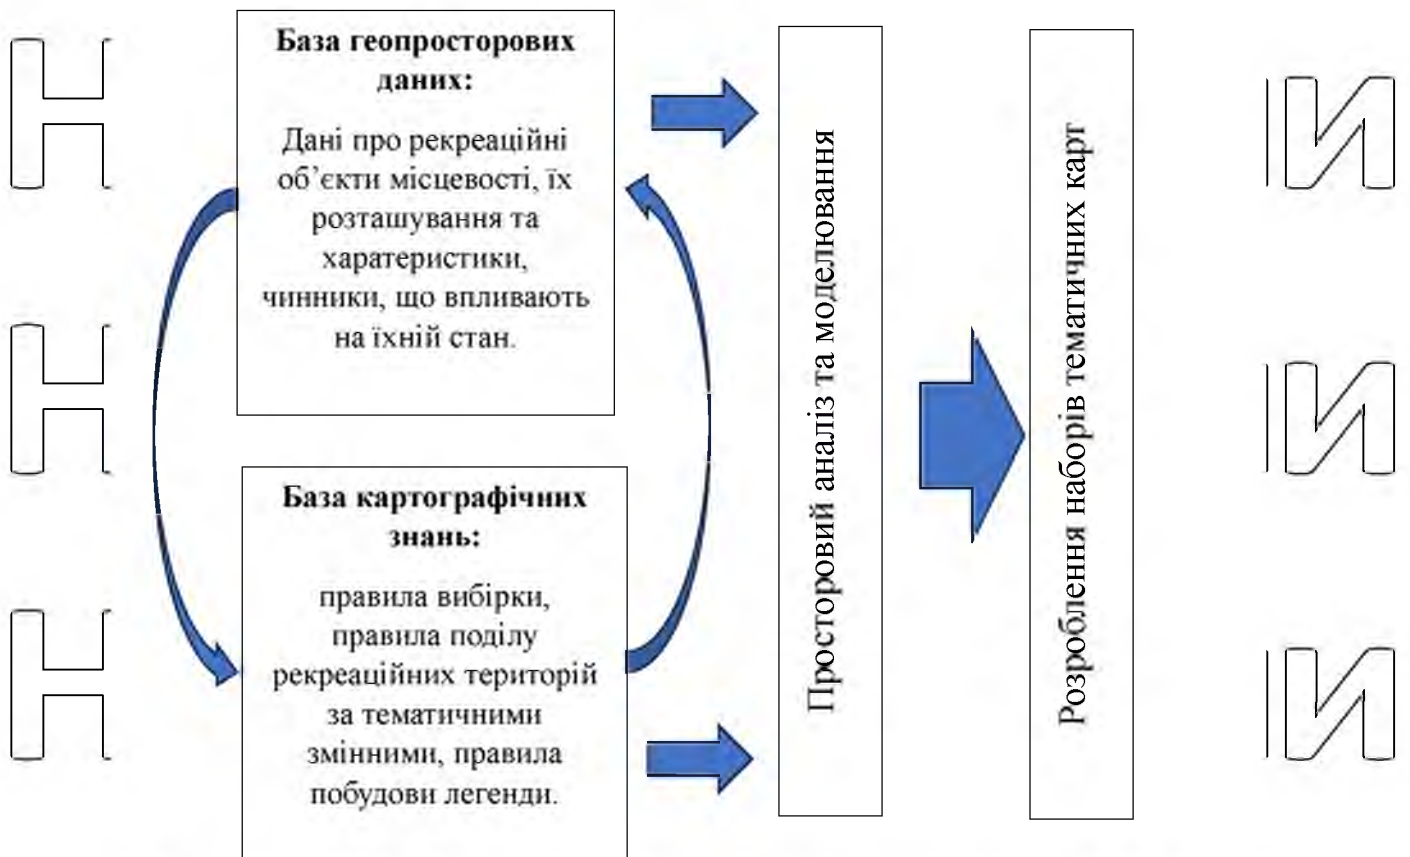 База геопросторових
даних:
Дані про рекреаційні
об’єкти місцевості, їх
розташування та
харатеристики,
чинники, що впливають
на їхній стан.
База картографічних
знань:
правила вибірки,
правила поділу
рекреаційних територій
за тематичними
змінними, правила
побудови легенди.
Просторовий аналіз та моделювання
Розроблення наборів тематичних карт